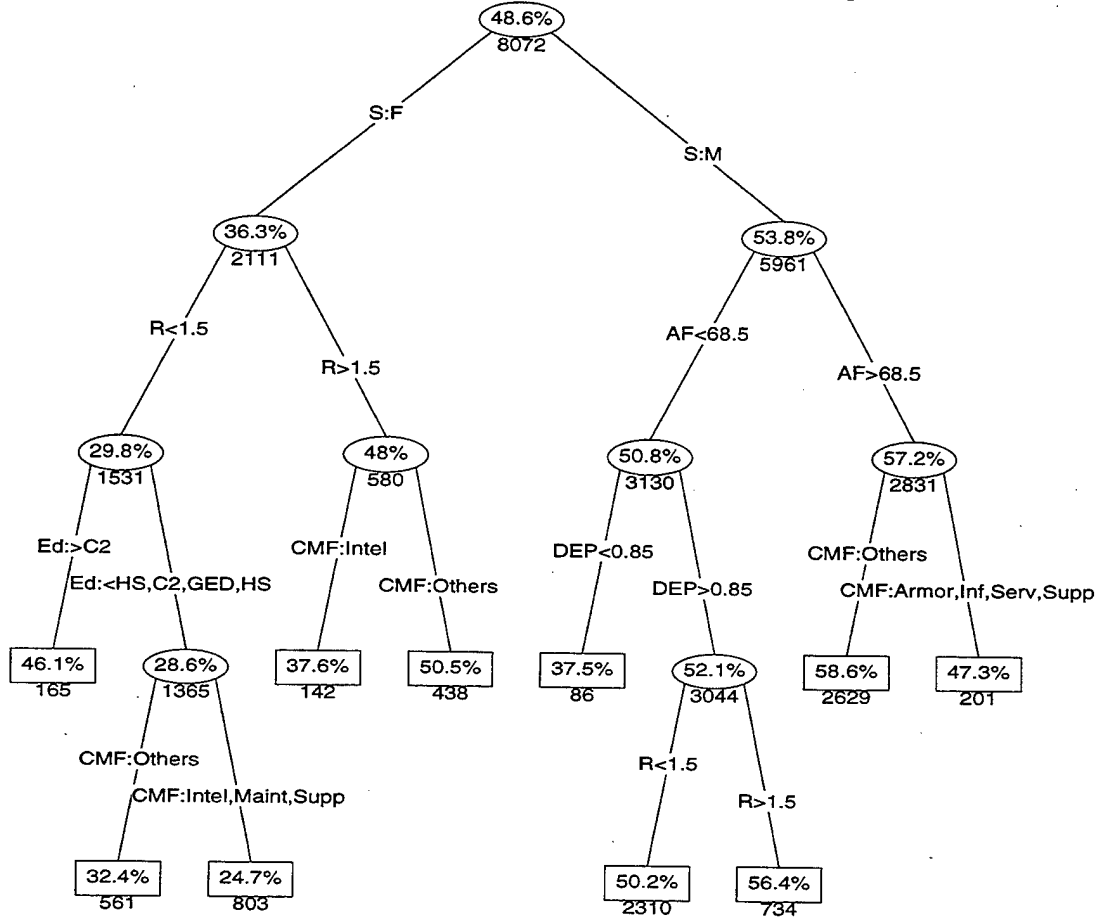 48.6%
8072
S:F
S:M
36.3%
2111
53.8%
5961
R<1.5
R>1.5
AF<68.5
AF>68.5
29.8%
1531
48%
580
50.8%
3130
57.2%
2831
Ed:>C2
Ed:<HS,C2,GED,HS
CMF:Intel
CMF:Others
DEP<0.85
DEP>0.85
CMF:Others
CMF:Armor,Inf,Serv,Supp
46.1%
165
28.6%
1365
37.6%
142
50.5%
438
37.5%
86
52.1%
3044
58.6%
2629
47.3%
201
CMF:Others
CMF:Intel,Maint,Supp
R<1.5
R>1.5
32.4%
561
24.7%
803
50.2%
2310
56.4%
734